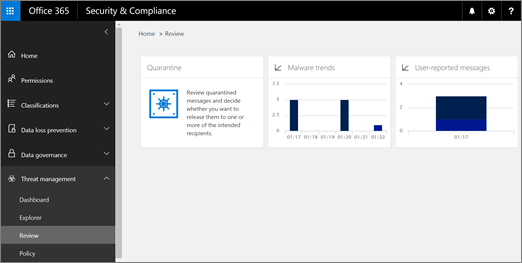 Office 365 Security & Compliance ?
Home > Review
Home
Permissions
Classifications
Data loss prevention
Data governance
Threat management
Dashboard
Explorer
Review
Policy
Quarantine
Review quarantined
messages and decide
whether you want to
release them to one or
more of the intended
recipients.
Malware trends
7.5
5
2.5
0
01/17 01/18 01/19 01/20 01/21 01/22
User-reported messages
4
2
0
01/17